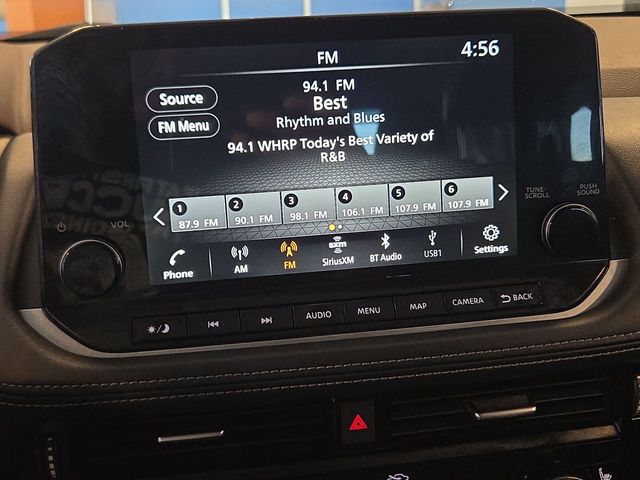 FM
4:56
94.1 FM
Source
Best
Rhythm and Blues
FM Menu
94.1 WHRP Today's Best Variety of
R&B
1 2 3 4 5 6
87.9 FM 90.1 FM 98.1 FM 106.1 FM 107.9 FM 107.9 FM
Phone AM FM SiriusXM BT Audio USB1 Settings
sxm
VOL
TUNE-
SCROLL
PUSH
SOUND
AUDIO MENU MAP CAMERA BACK